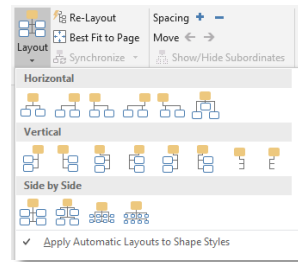 Re-Layout
Spacing
Layout
Best Fit to Page
Move
Synchronize
Show/Hide Subordinates
Horizontal
Vertical
Side by Side
Apply Automatic Layouts to Shape Styles